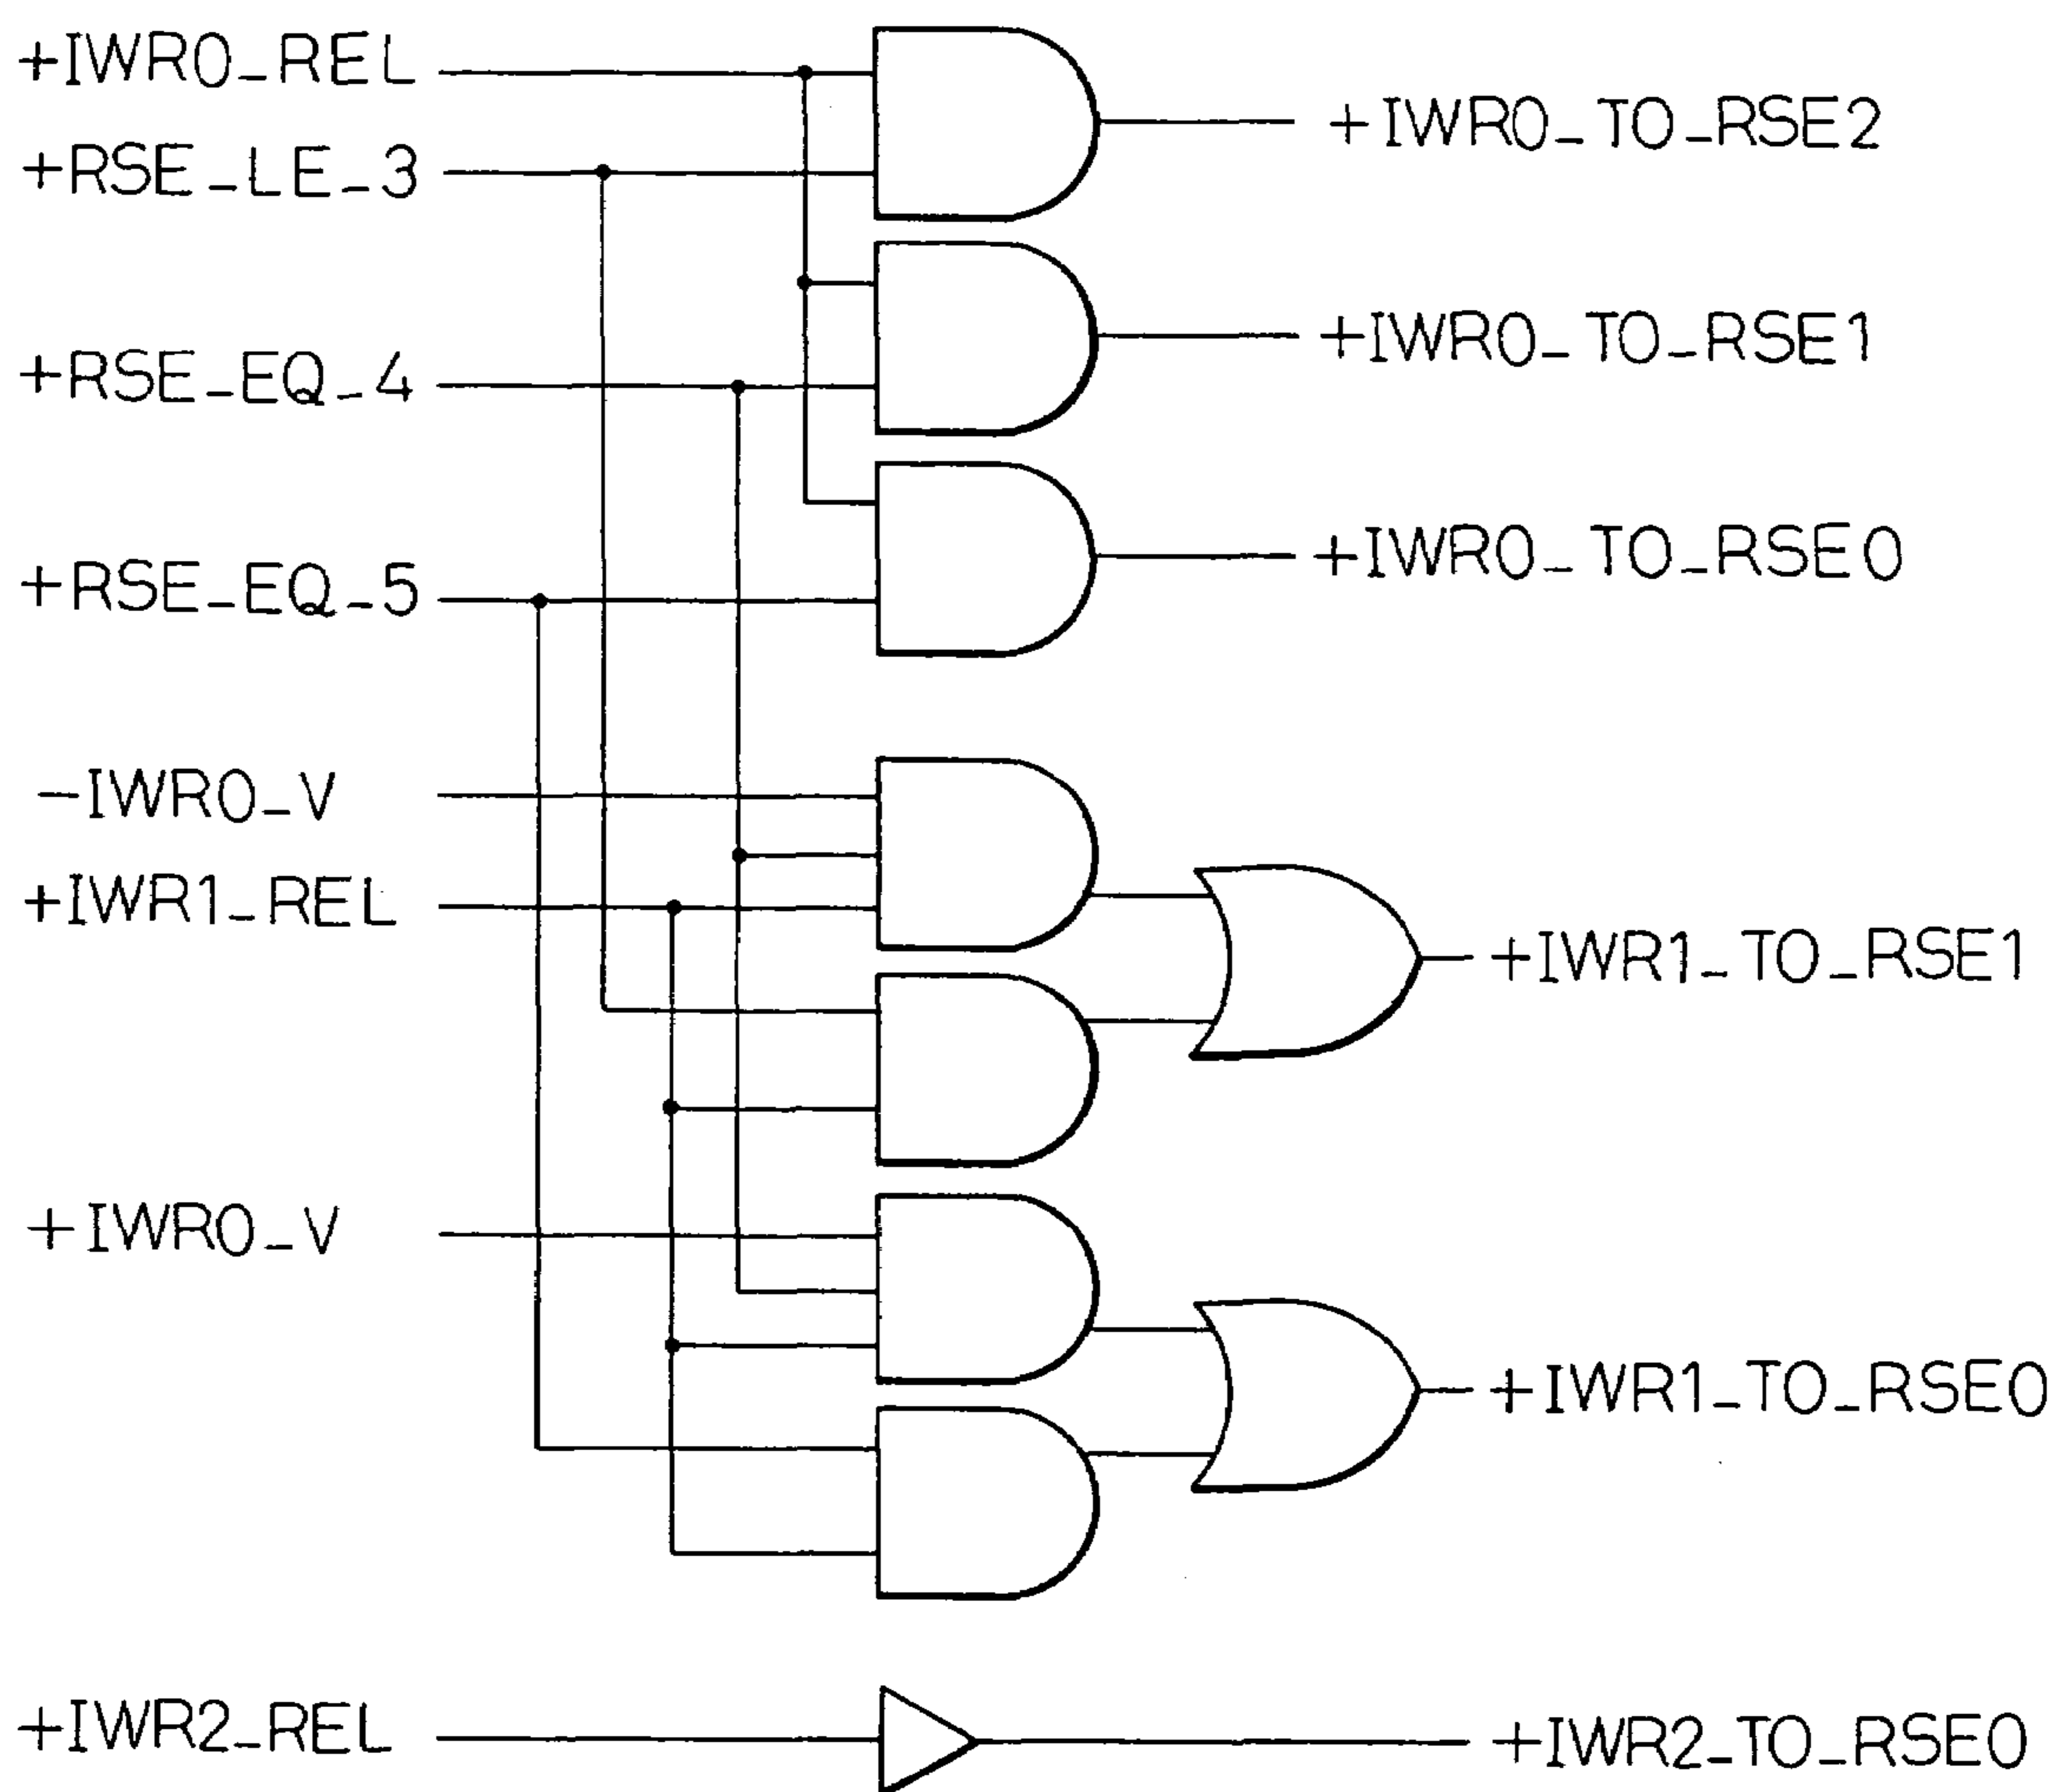 +IWR0_REL
+RSE_LE_3
+RSE_EQ_4
+RSE_EQ_5
-IWR0_V
+IWR1_REL
+IWR0_V
+IWR2_REL
+IWR0_TO_RSE2
+IWR0_TO_RSE1
+IWR0_TO_RSE0
+IWR1_TO_RSE1
+IWR1_TO_RSE0
+IWR2_TO_RSE0